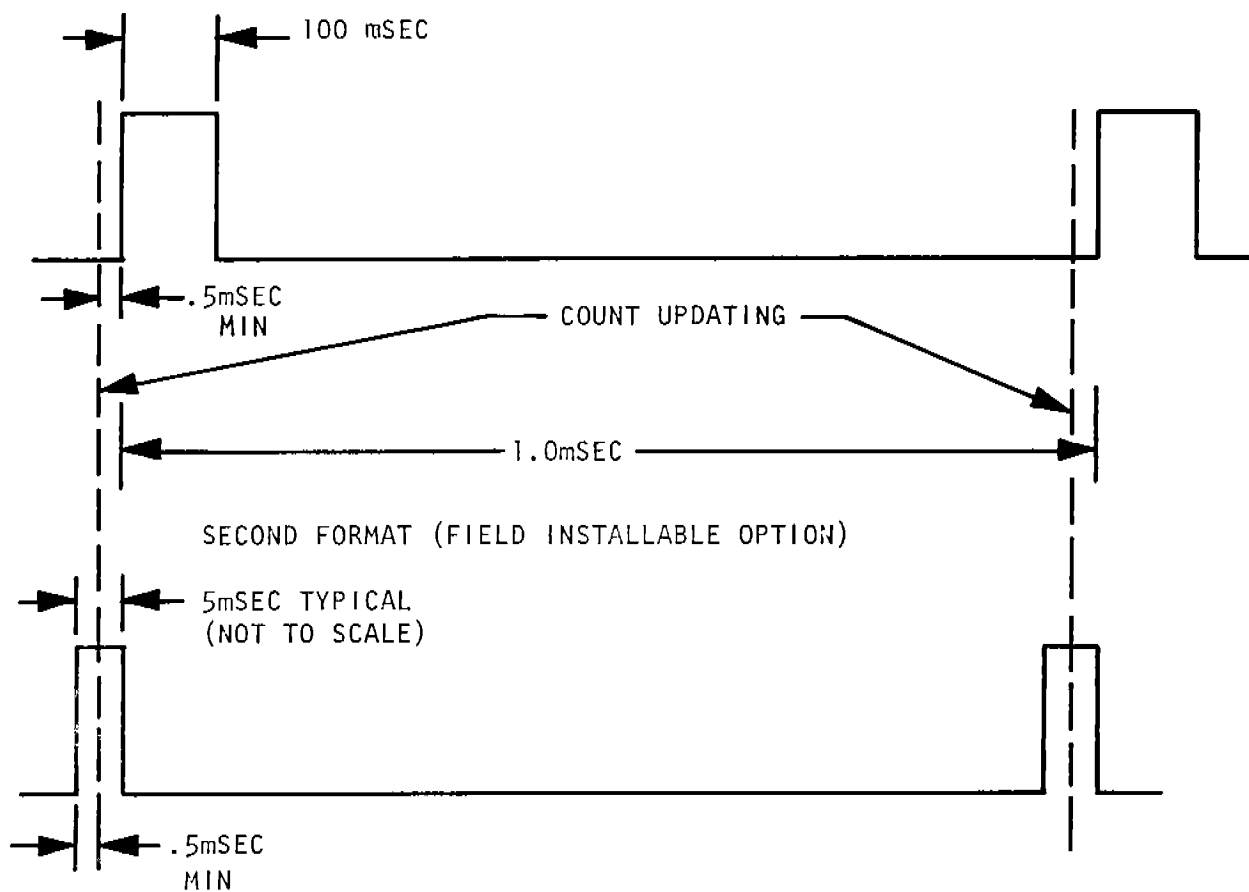 100 mSEC
.5mSEC
MIN
COUNT UPDATING
1.0mSEC
SECOND FORMAT (FIELD INSTALLABLE OPTION)
5mSEC TYPICAL
(NOT TO SCALE)
.5mSEC
MIN